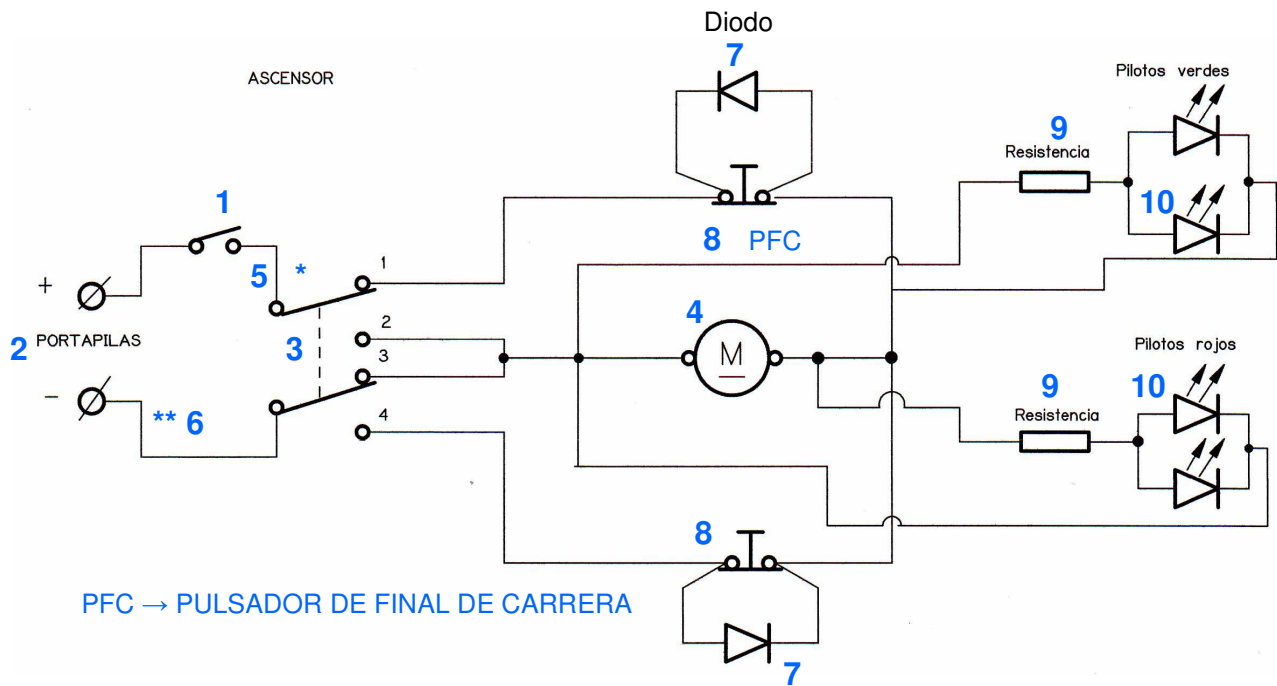 Diodo
7
ASCENSOR
Pilotos verdes
9
Resistencia
1
10
8 PFC
5 *
1
+
2 PORTAPILAS
3
2
3
4
M
Pilotos rojos
9
10
Resistencia
-
** 6
4
8
PFC → PULSADOR DE FINAL DE CARRERA
7